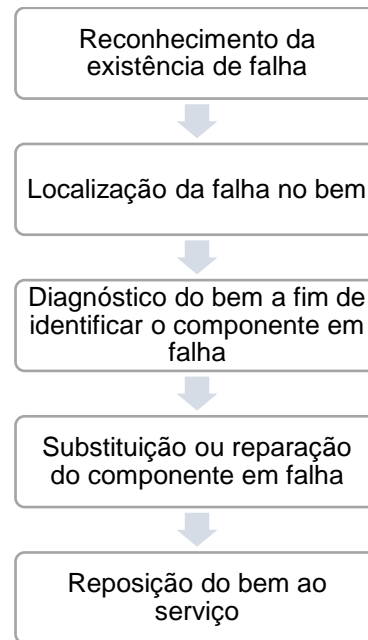 Reconhecimento da
existência de falha
Localização da falha no bem
Diagnóstico do bem a fim de
identificar o componente em
falha
Substituição ou reparação
do componente em falha
Reposição do bem ao
serviço